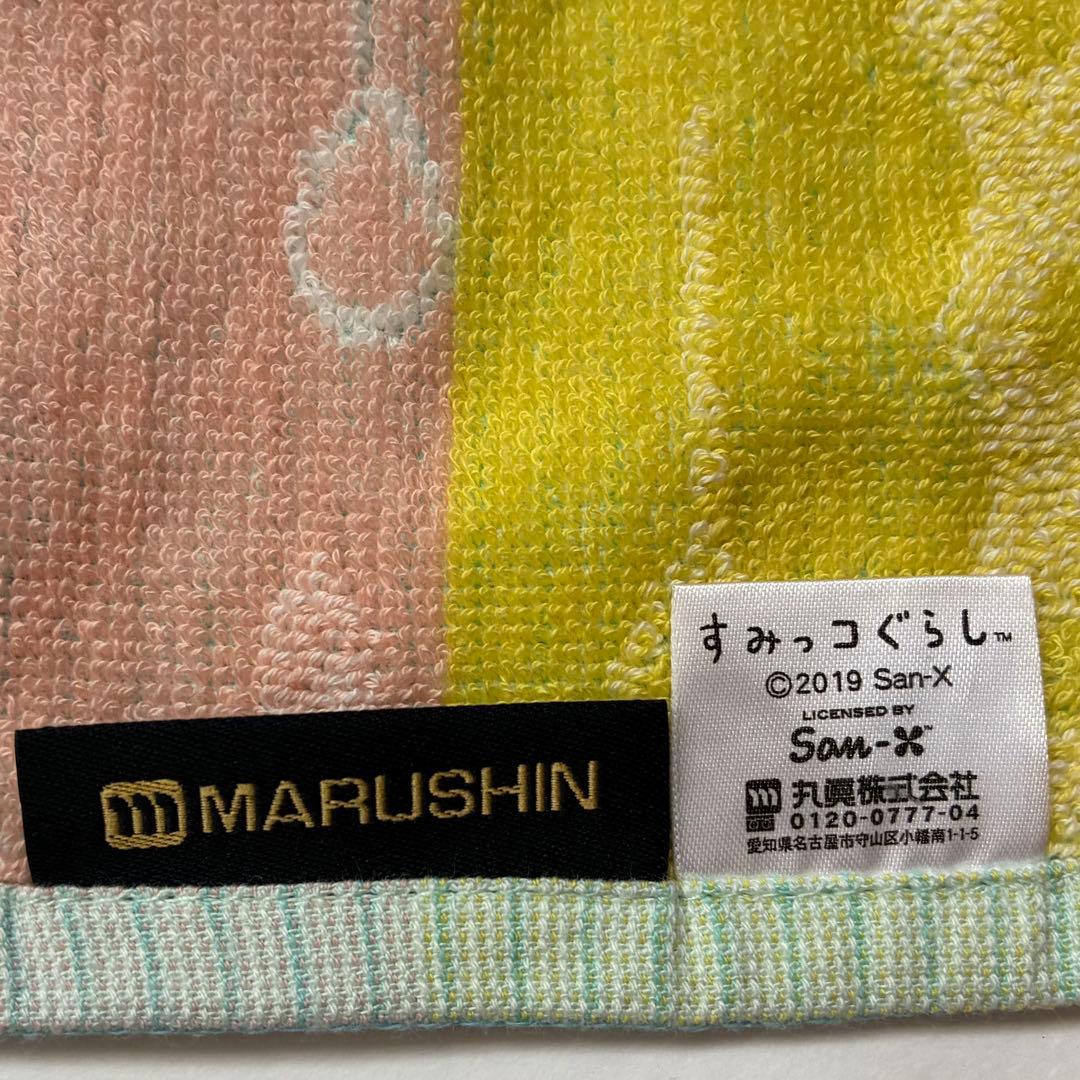 すみっコぐらし™
©2019 San-X
LICENSED BY
San-X™
丸眞株式会社
0120-0777-04
愛知県名古屋市守山区小幡南1-1-5
MARUSHIN